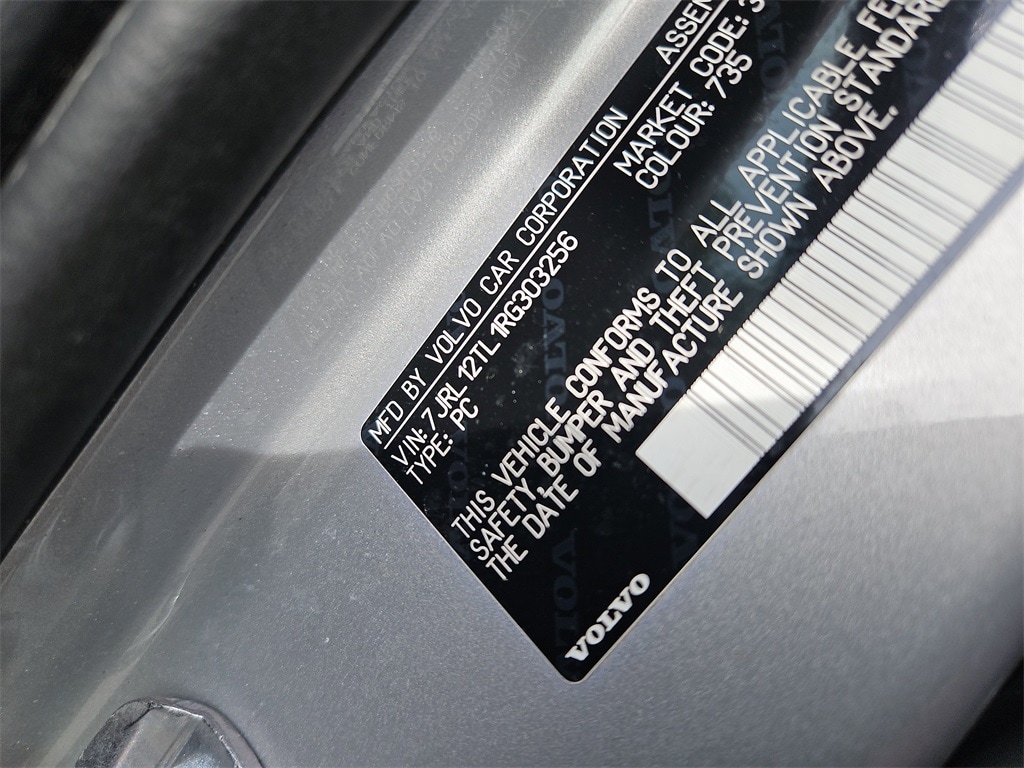 MFD BY VOLVO CAR CORPORATION
VIN: 7JRL12TL1RG303256
TYPE: PC
MARKET CODE: 3
COLOUR: 735
THIS VEHICLE CONFORMS TO ALL APPLICABLE
SAFETY, BUMPER AND THEFT PREVENTION STANDARD
THE DATE OF MANUFACTURE SHOWN ABOVE.
VOLVO